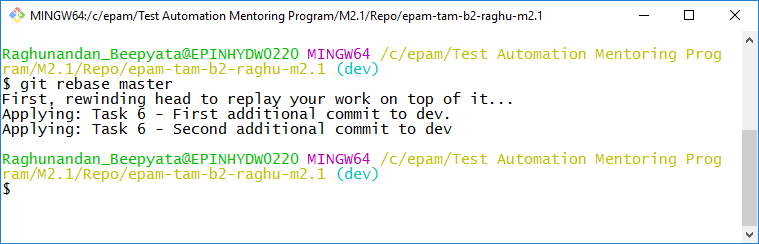 MINGW64:/c/epam/Test Automation Mentoring Program/M2.1/Repo/epam-tam-b2-raghu-m2.1
Raghunandan_Beepyata@EPINHYDW0220 MINGW64 /c/epam/Test Automation Mentoring Prog
ram/M2.1/Repo/epam-tam-b2-raghu-m2.1 (dev)
$ git rebase master
First, rewinding head to replay your work on top of it...
Applying: Task 6 - First additional commit to dev.
Applying: Task 6 - Second additional commit to dev
Raghunandan_Beepyata@EPINHYDW0220 MINGW64 /c/epam/Test Automation Mentoring Prog
ram/M2.1/Repo/epam-tam-b2-raghu-m2.1 (dev)
$